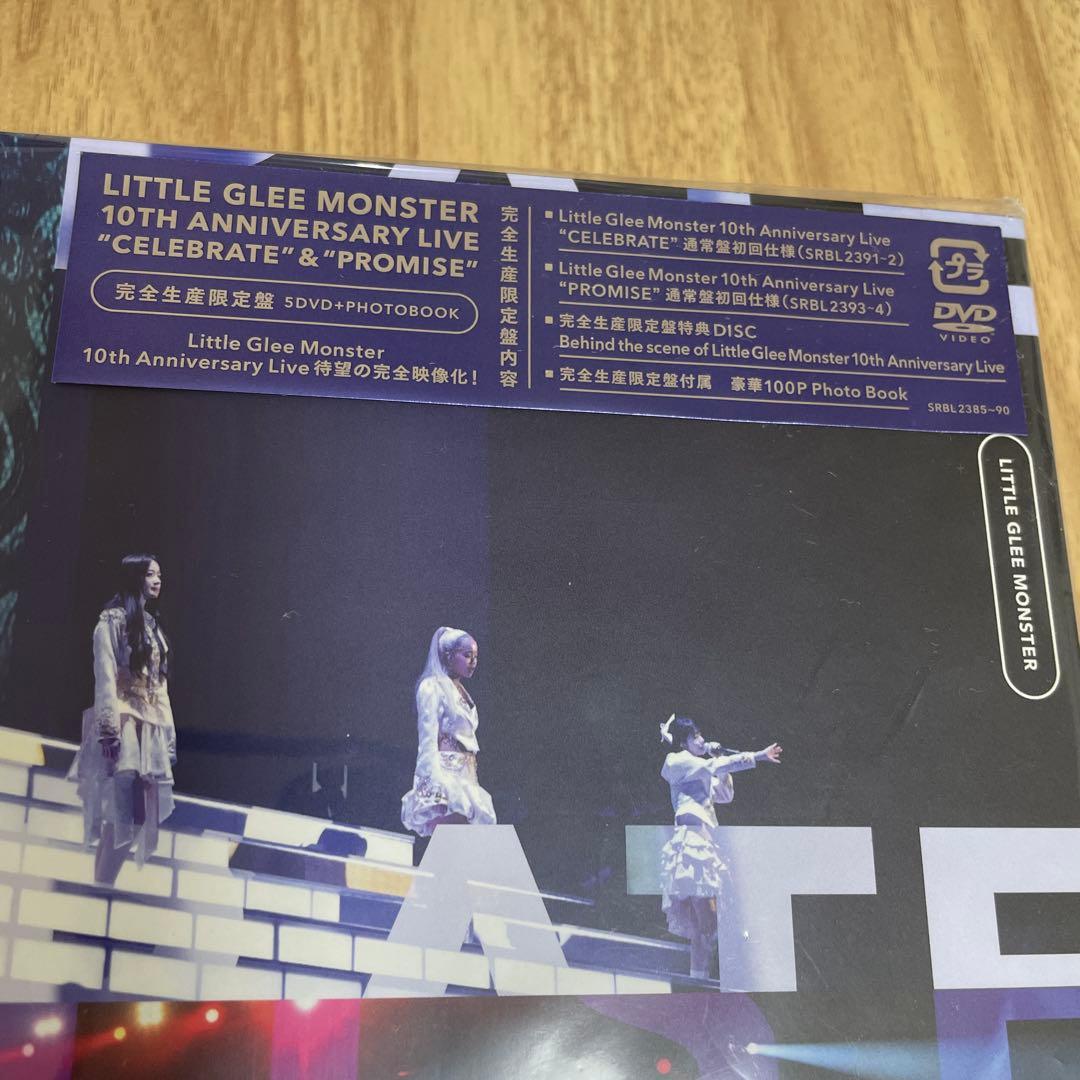 LITTLE GLEE MONSTER
10TH ANNIVERSARY LIVE
"CELEBRATE" & "PROMISE"
完全生産限定盤 5DVD+PHOTOBOOK
Little Glee Monster
10th Anniversary Live 待望の完全映像化！
完全生産限定盤内容
■ Little Glee Monster 10th Anniversary Live
"CELEBRATE" 通常盤初回仕様（SRBL2391~2）
■ Little Glee Monster 10th Anniversary Live
"PROMISE" 通常盤初回仕様（SRBL2393~4）
■ 完全生産限定盤特典DISC
Behind the scene of Little Glee Monster 10th Anniversary Live
■ 完全生産限定盤付属 豪華100P Photo Book
プラ
DVD
VIDEO
SRBL2385~90
LITTLE GLEE MONSTER
ATE